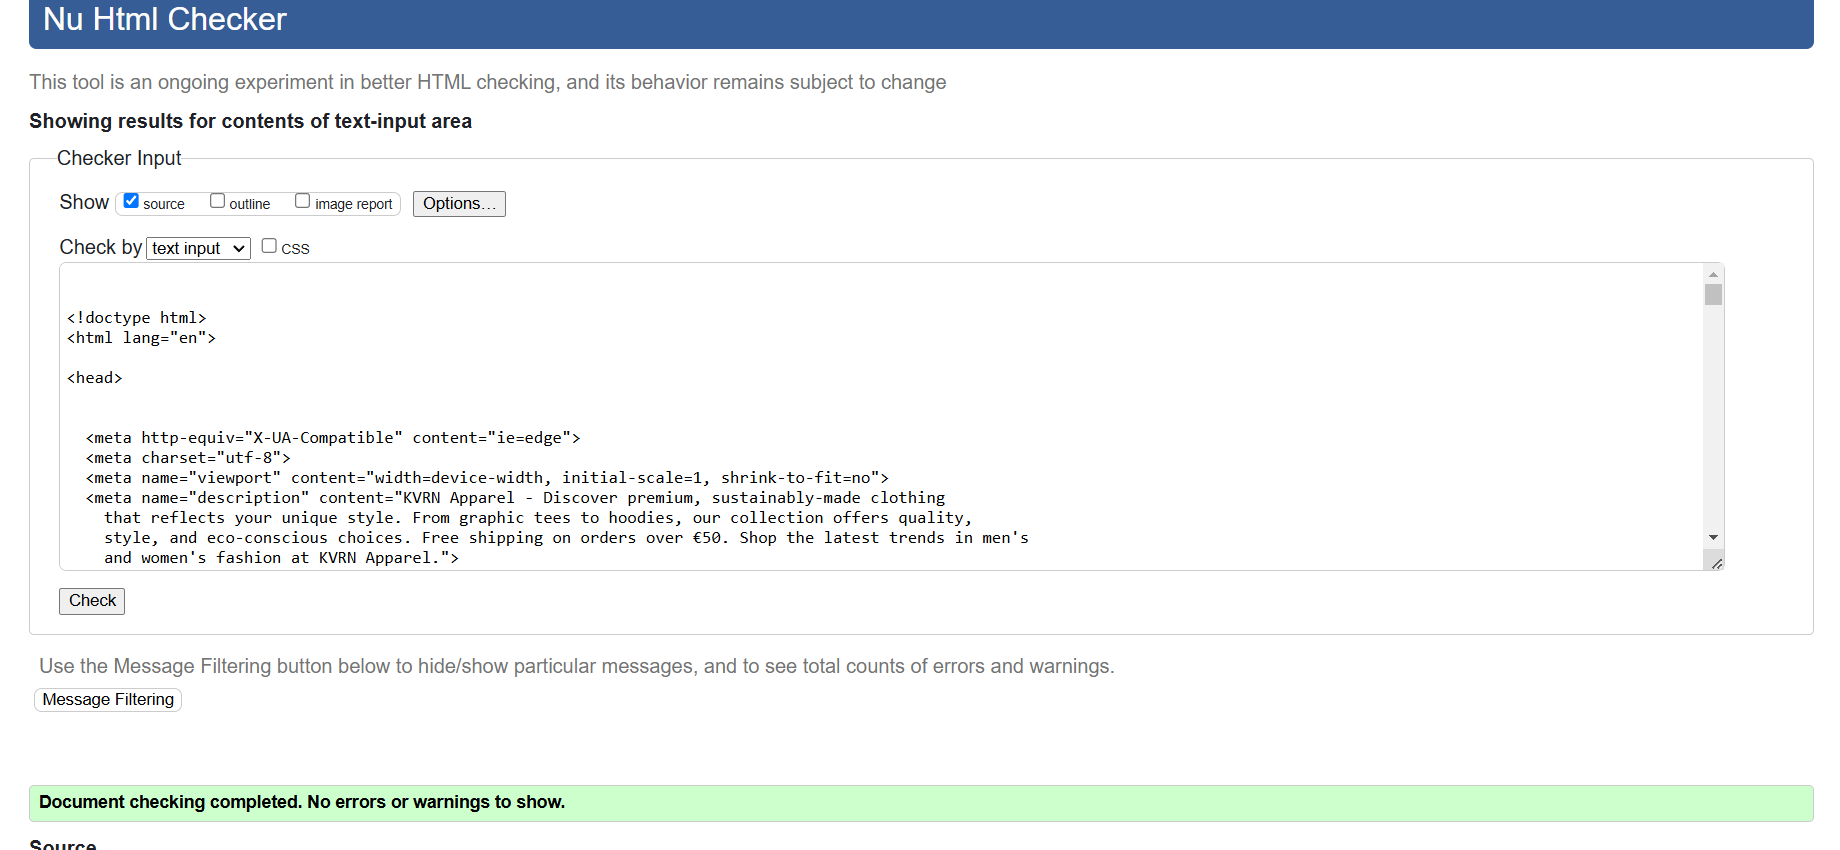 Nu Html Checker
This tool is an ongoing experiment in better HTML checking, and its behavior remains subject to change
Showing results for contents of text-input area
Checker Input
Show source outline image report Options...
Check by text input CSS
<!doctype html>
<html lang="en">
<head>
<meta http-equiv="X-UA-Compatible" content="ie=edge">
<meta charset="utf-8">
<meta name="viewport" content="width=device-width, initial-scale=1, shrink-to-fit=no">
<meta name="description" content="KVRN Apparel - Discover premium, sustainably-made clothing
that reflects your unique style. From graphic tees to hoodies, our collection offers quality,
style, and eco-conscious choices. Free shipping on orders over €50. Shop the latest trends in men's
and women's fashion at KVRN Apparel.">
Check
Use the Message Filtering button below to hide/show particular messages, and to see total counts of errors and warnings.
Message Filtering
Document checking completed. No errors or warnings to show.
Source